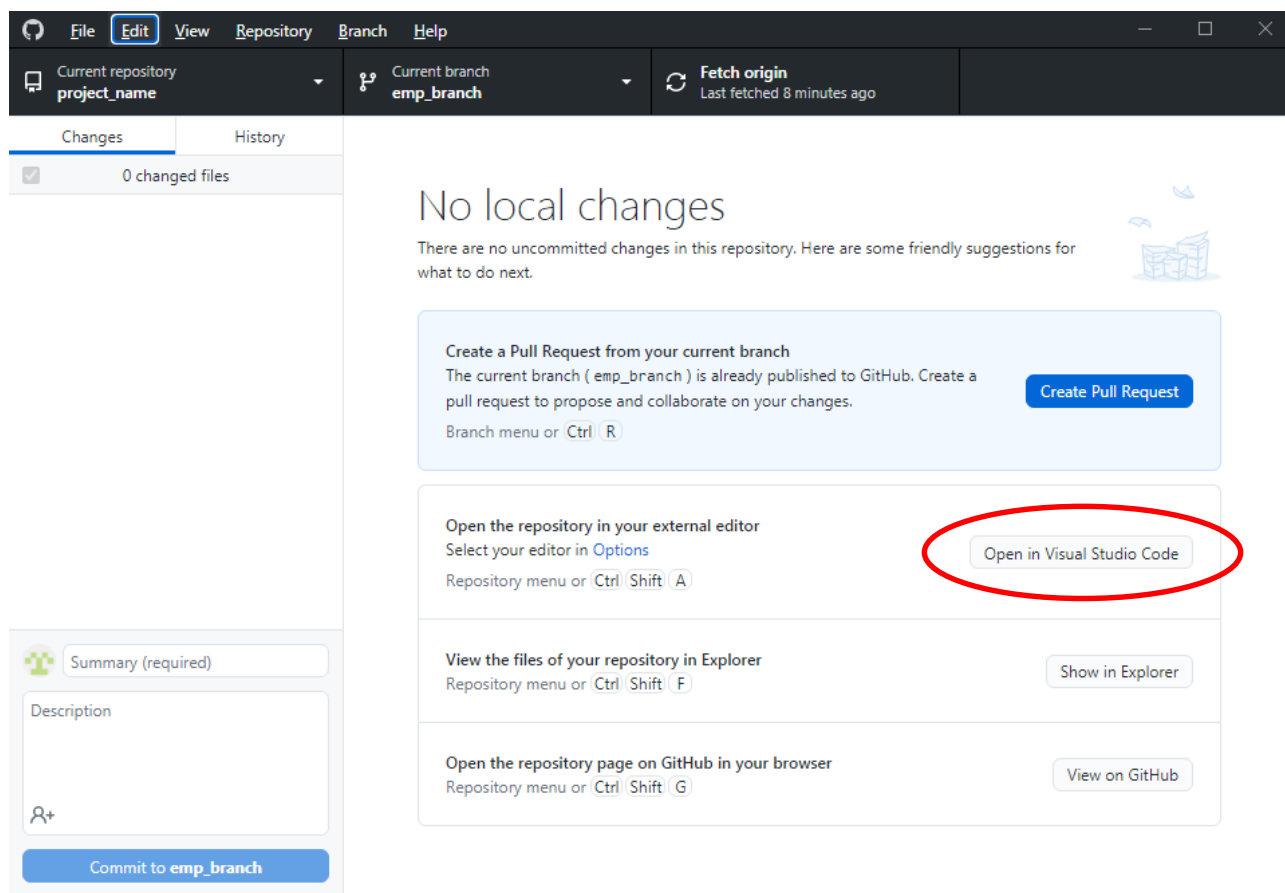 File Edit View Repository Branch Help
Current repository
project_name
Current branch
emp_branch
Fetch origin
Last fetched 8 minutes ago
Changes History
0 changed files
No local changes
There are no uncommitted changes in this repository. Here are some friendly suggestions for
what to do next.
Create a Pull Request from your current branch
The current branch ( emp_branch ) is already published to GitHub. Create a
pull request to propose and collaborate on your changes.
Branch menu or Ctrl R
Create Pull Request
Open the repository in your external editor
Select your editor in Options
Repository menu or Ctrl Shift A
Open in Visual Studio Code
View the files of your repository in Explorer
Repository menu or Ctrl Shift F
Show in Explorer
Open the repository page on GitHub in your browser
Repository menu or Ctrl Shift G
View on GitHub
Summary (required)
Description
Commit to emp_branch